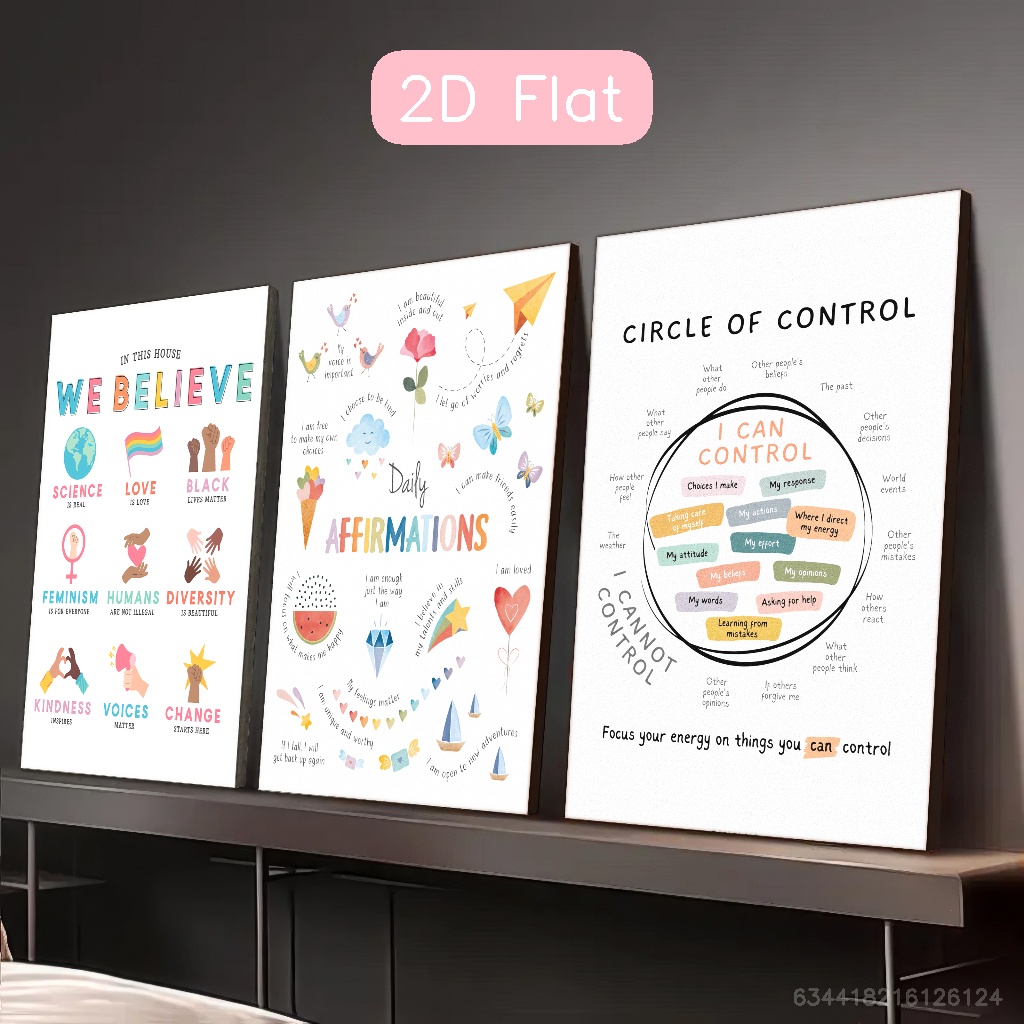 2D Flat
IN THIS HOUSE
WE BELIEVE
SCIENCE
IS REAL
LOVE
IS LOVE
BLACK
LIVES MATTER
FEMINISM
IS FOR EVERYONE
HUMANS
ARE NOT ILLEGAL
DIVERSITY
IS BEAUTIFUL
KINDNESS
INSPIRES
VOICES
MATTER
CHANGE
STARTS HERE
I am beautiful
inside and out
My
voice is
important
I let go of worries and regrets
I choose to be kind
I am free
to make my own
choices
I can make friends easily
Daily
AFFIRMATIONS
I am loved
I will focus
on what makes me happy
I am enough
just the way
I am
I believe in
my talents and skills
My feelings matter
I am unique and worthy
If I fall, I will
get back up again
I am open to new adventures
CIRCLE OF CONTROL
What
other
people do
Other people's
beliefs
The past
What
other
people say
Other
people's
decisions
I CAN
CONTROL
How other
people
feel
Choices I make
My response
World
events
Taking care
of myself
My actions
Where I direct
my energy
The
weather
My attitude
My effort
Other
people's
mistakes
My beliefs
My opinions
My words
Asking for help
How
others
react
Learning from
mistakes
I CANNOT
CONTROL
What
other
people think
Other
people's
opinions
If others
forgive me
Focus your energy on things you can control
634418216126124